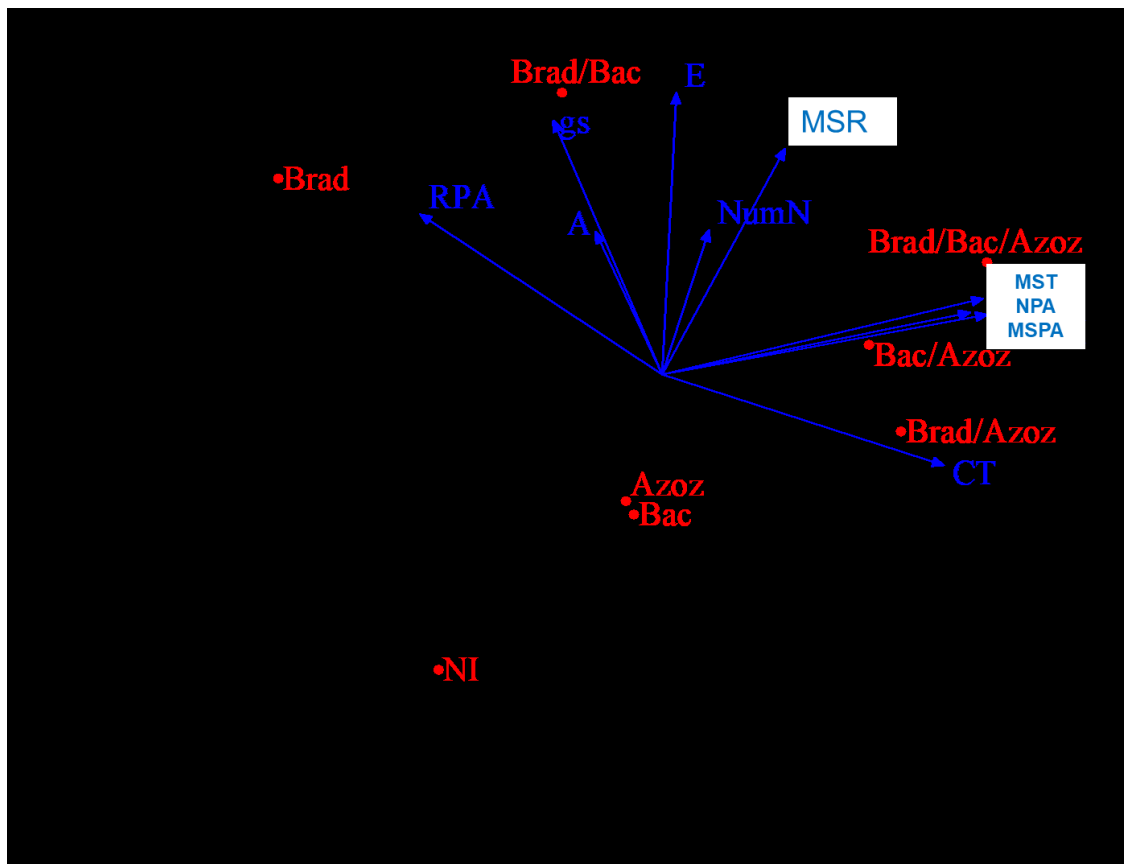 Brad/Bac
E
gs
MSR
Brad
RPA
A
NumN
Brad/Bac/Azoz
MST
NPA
MSPA
Bac/Azoz
Brad/Azoz
CT
Azoz
Bac
NI